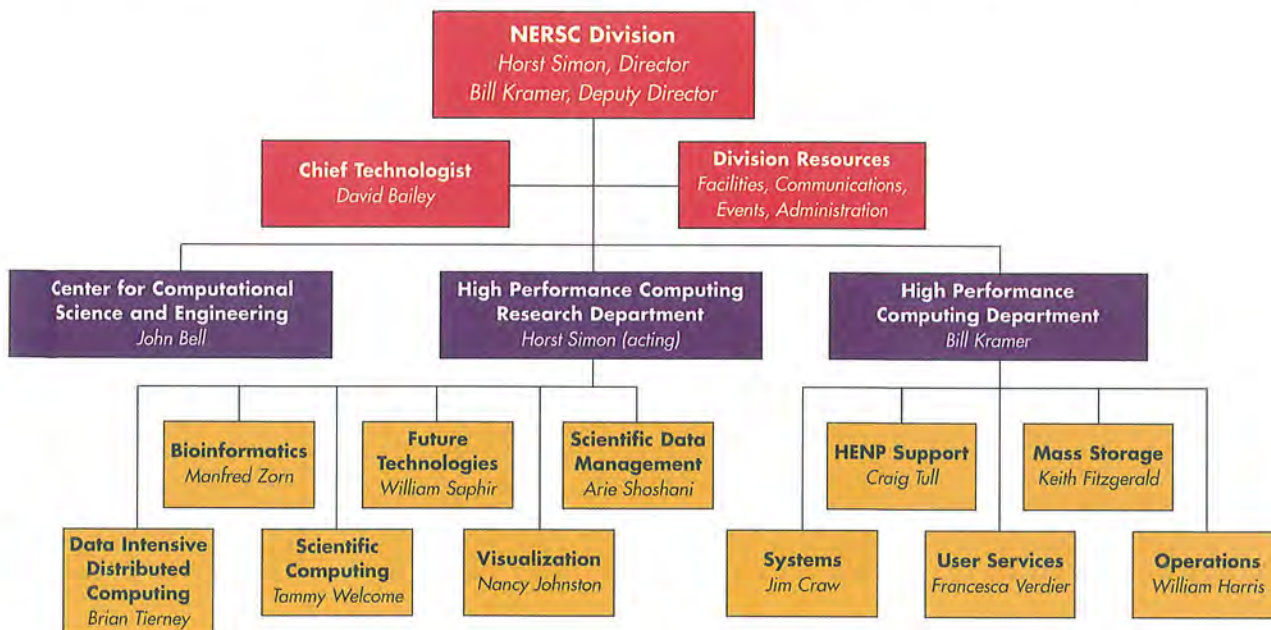 NERSC Division
Horst Simon, Director
Bill Kramer, Deputy Director
Chief Technologist
David Bailey
Division Resources
Facilities, Communications,
Events, Administration
Center for Computational
Science and Engineering
John Bell
High Performance Computing
Research Department
Horst Simon (acting)
High Performance
Computing Department
Bill Kramer
Bioinformatics
Manfred Zorn
Future
Technologies
William Saphir
Scientific Data
Management
Arie Shoshani
HENP Support
Craig Tull
Mass Storage
Keith Fitzgerald
Data Intensive
Distributed
Computing
Brian Tierney
Scientific
Computing
Tammy Welcome
Visualization
Nancy Johnston
Systems
Jim Craw
User Services
Francesca Verdier
Operations
William Harris